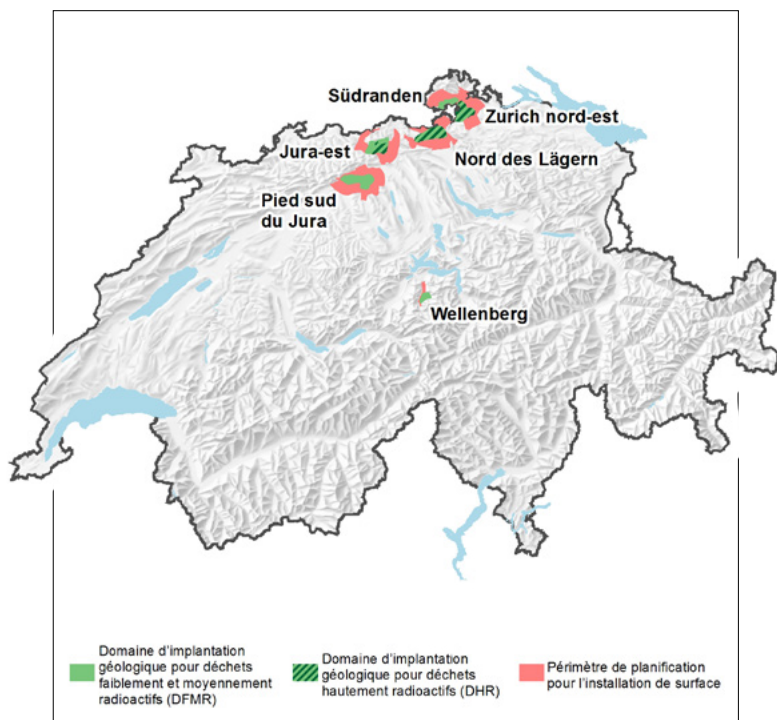 Südranden
Zurich nord-est
Jura-est
Nord des Lägern
Pied sud
du Jura
Wellenberg
Domaine d'implantation
géologique pour déchets
faiblement et moyennement
radioactifs (DFMR)
Domaine d'implantation
géologique pour déchets
hautement radioactifs (DHR)
Périmètre de planification
pour l'installation de surface